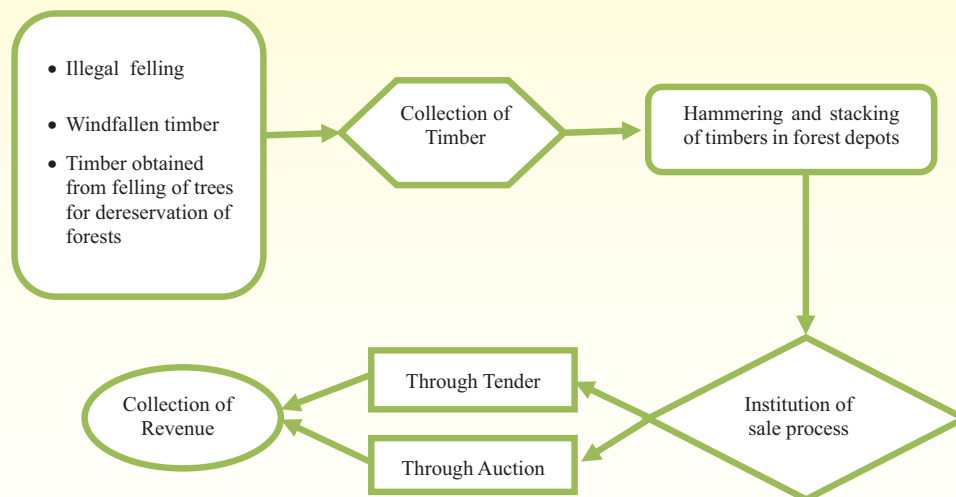 • Illegal felling
• Windfallen timber
• Timber obtained
from felling of trees
for dereservation of
forests
Collection of
Timber
Hammering and stacking
of timbers in forest depots
Institution of
sale process
Through Tender
Through Auction
Collection of
Revenue